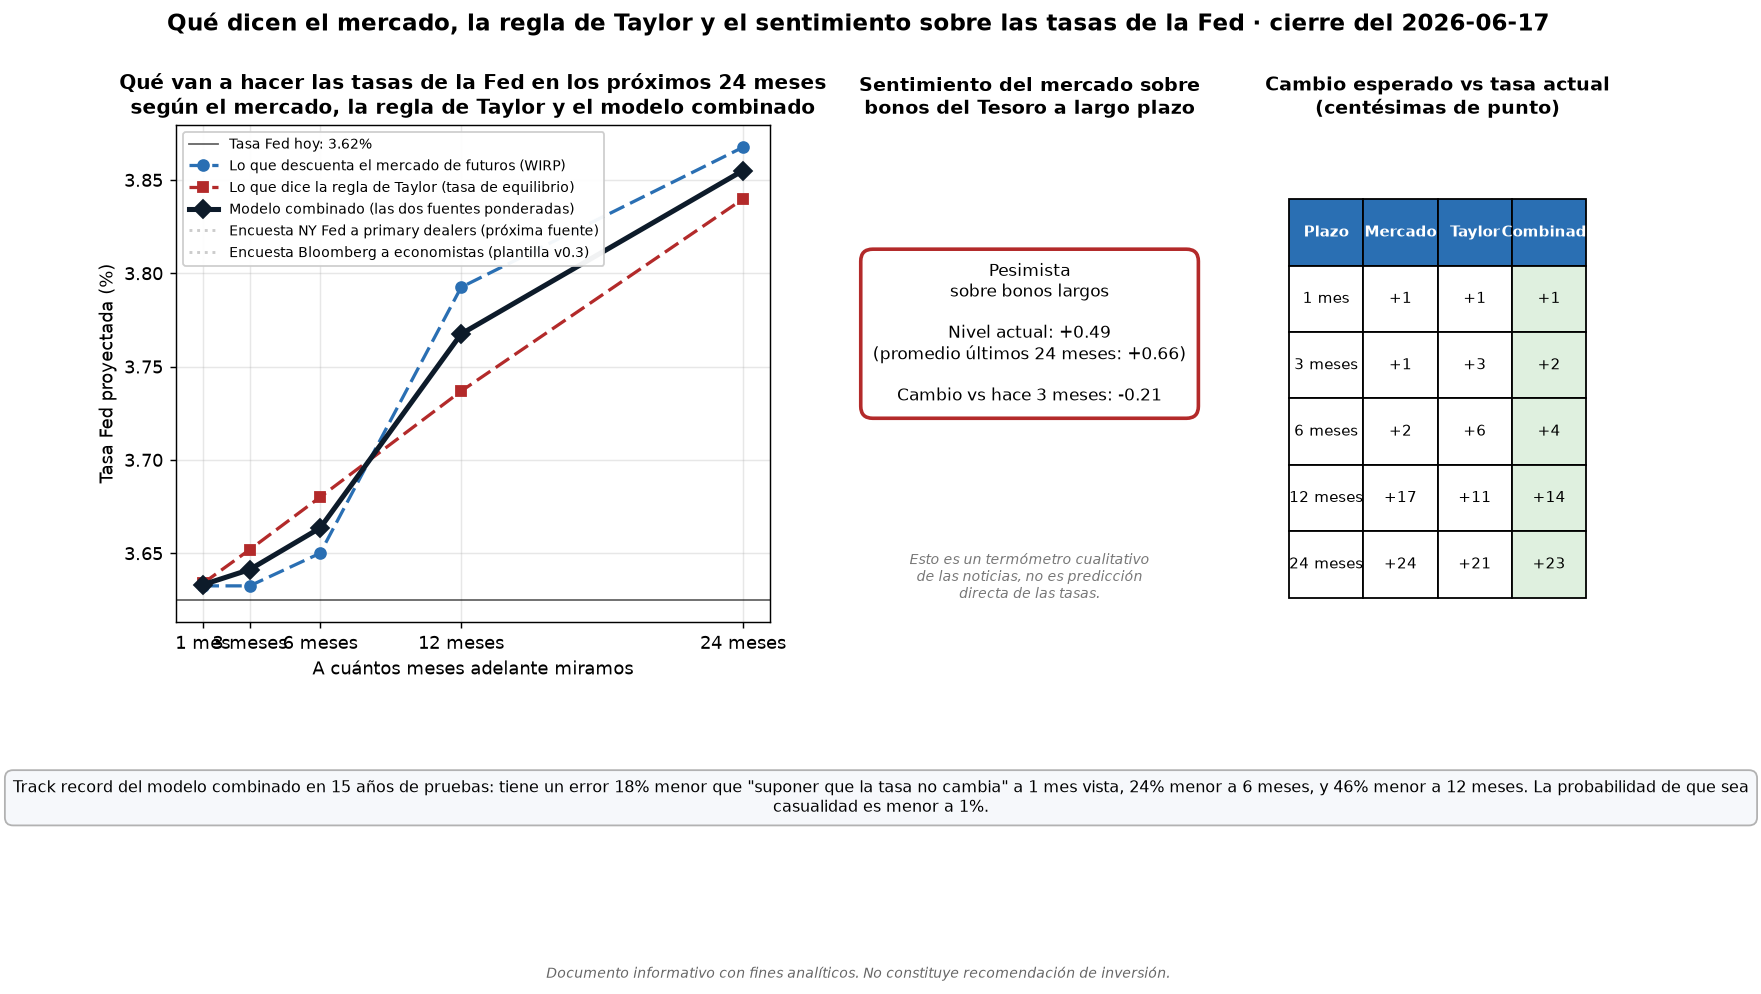 Qué dicen el mercado, la regla de Taylor y el sentimiento sobre las tasas de la Fed · cierre del 2026-06-17
Qué van a hacer las tasas de la Fed en los próximos 24 meses
según el mercado, la regla de Taylor y el modelo combinado
Tasa Fed proyectada (%)
3.85
3.80
3.75
3.70
3.65
Tasa Fed hoy: 3.62%
Lo que descuenta el mercado de futuros (WIRP)
Lo que dice la regla de Taylor (tasa de equilibrio)
Modelo combinado (las dos fuentes ponderadas)
Encuesta NY Fed a primary dealers (próxima fuente)
Encuesta Bloomberg a economistas (plantilla v0.3)
1 mes 3 meses 6 meses 12 meses 24 meses
A cuántos meses adelante miramos
Sentimiento del mercado sobre
bonos del Tesoro a largo plazo
Pesimista
sobre bonos largos
Nivel actual: +0.49
(promedio últimos 24 meses: +0.66)
Cambio vs hace 3 meses: -0.21
Esto es un termómetro cualitativo
de las noticias, no es predicción
directa de las tasas.
Cambio esperado vs tasa actual
(centésimas de punto)
Plazo Mercado Taylor Combinad
1 mes +1 +1 +1
3 meses +1 +3 +2
6 meses +2 +6 +4
12 meses +17 +11 +14
24 meses +24 +21 +23
Track record del modelo combinado en 15 años de pruebas: tiene un error 18% menor que "suponer que la tasa no cambia" a 1 mes vista, 24% menor a 6 meses, y 46% menor a 12 meses. La probabilidad de que sea
casualidad es menor a 1%.
Documento informativo con fines analíticos. No constituye recomendación de inversión.